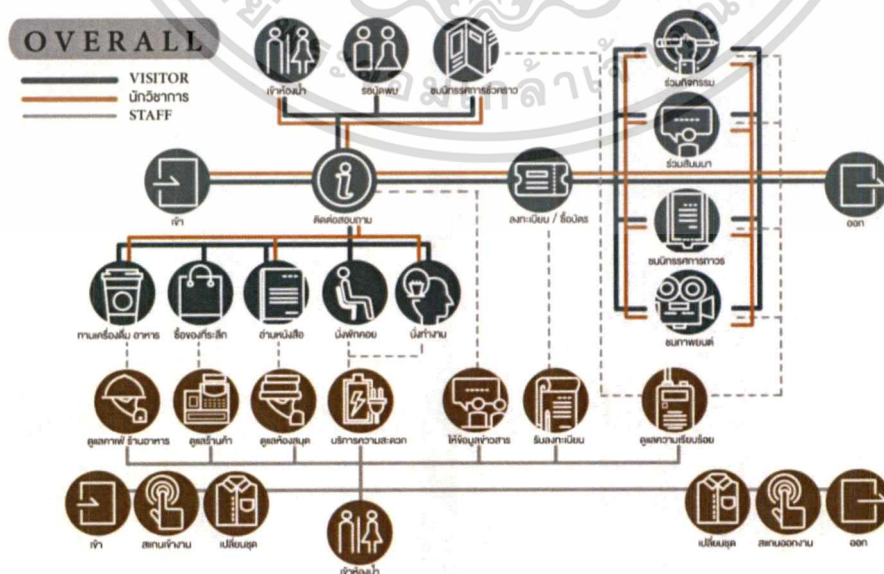 OVERALL
VISITOR
นักวิชาการ
STAFF
เข้าห้องน้ำ
รอนัดพบ
ชมนิทรรศการชั่วคราว
ร่วมกิจกรรม
ร่วมสัมมนา
เข้า
ติดต่อสอบถาม
ลงทะเบียน / ซื้อบัตร
ออก
ชมนิทรรศการถาวร
ชมภาพยนต์
ทานเครื่องดื่ม อาหาร
ซื้อของที่ระลึก
อ่านหนังสือ
นั่งพักคอย
นั่งทำงาน
ดูแลคาเฟ่ ร้านอาหาร
ดูแลร้านค้า
ดูแลห้องสมุด
บริการความสะดวก
ให้ข้อมูลข่าวสาร
รับลงทะเบียน
ดูแลความเรียบร้อย
เข้า
สแกนเข้างาน
เปลี่ยนชุด
เข้าห้องน้ำ
เปลี่ยนชุด
สแกนออกงาน
ออก